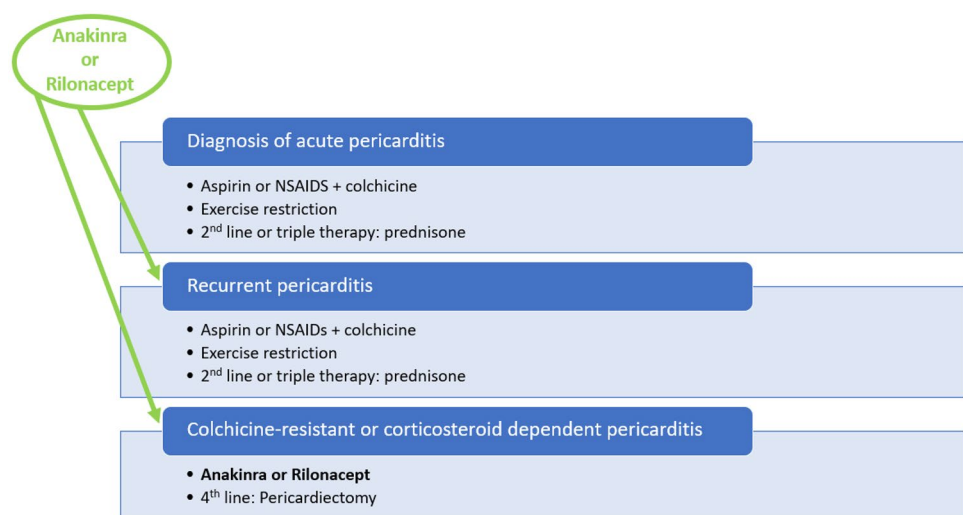 Anakinra
or
Rilonacept
Diagnosis of acute pericarditis
• Aspirin or NSAIDS + colchicine
• Exercise restriction
• 2nd line or triple therapy: prednisone
Recurrent pericarditis
• Aspirin or NSAIDs + colchicine
• Exercise restriction
• 2nd line or triple therapy: prednisone
Colchicine-resistant or corticosteroid dependent pericarditis
• Anakinra or Rilonacept
• 4th line: Pericardiectomy